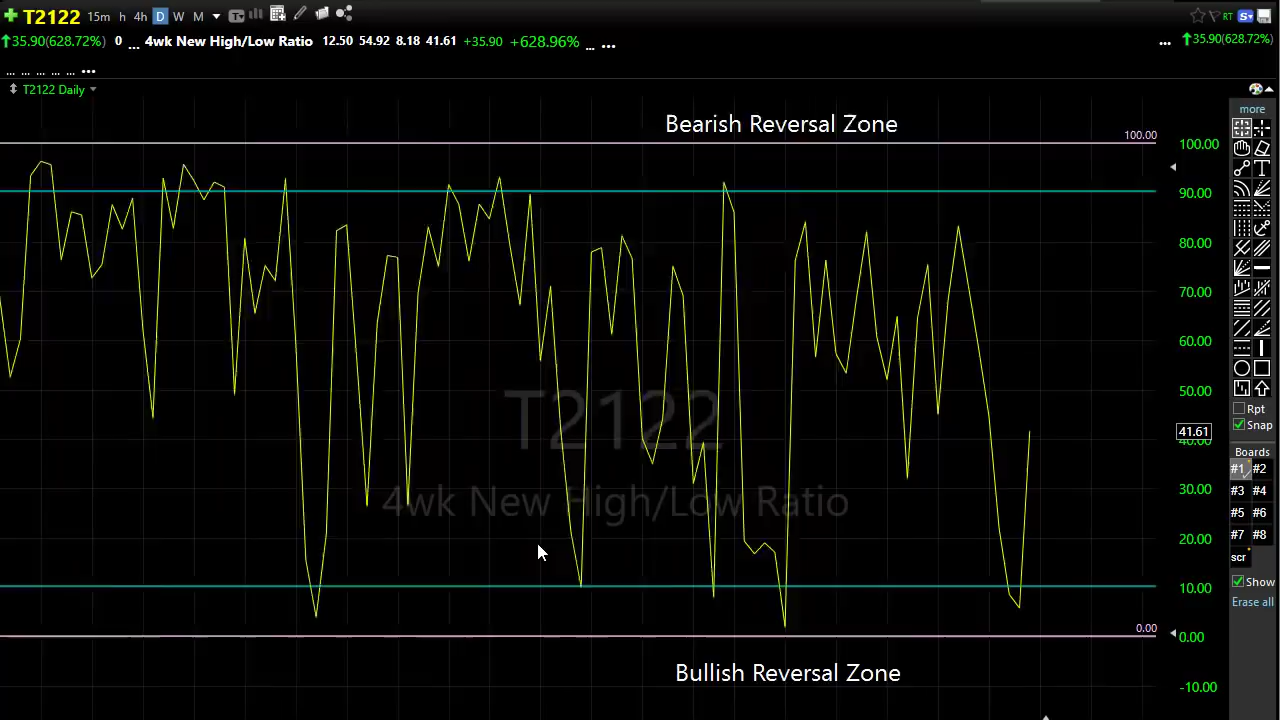 T2122 15m h 4h D W M
RT
35.90(628.72%) 0 ... 4wk New High/Low Ratio 12.50 54.92 8.18 41.61 +35.90 +628.96% ... ...
... 35.90(628.72%)
... ... ... ... ... ...
T2122 Daily
more
Bearish Reversal Zone
100.00
100.00
90.00
80.00
70.00
60.00
50.00
T2122
41.61
40.00
4wk New High/Low Ratio
30.00
20.00
10.00
0.00
0.00
Bullish Reversal Zone
-10.00
Rpt
Snap
Boards
#1 #2
#3 #4
#5 #6
#7 #8
scr
Show
Erase all